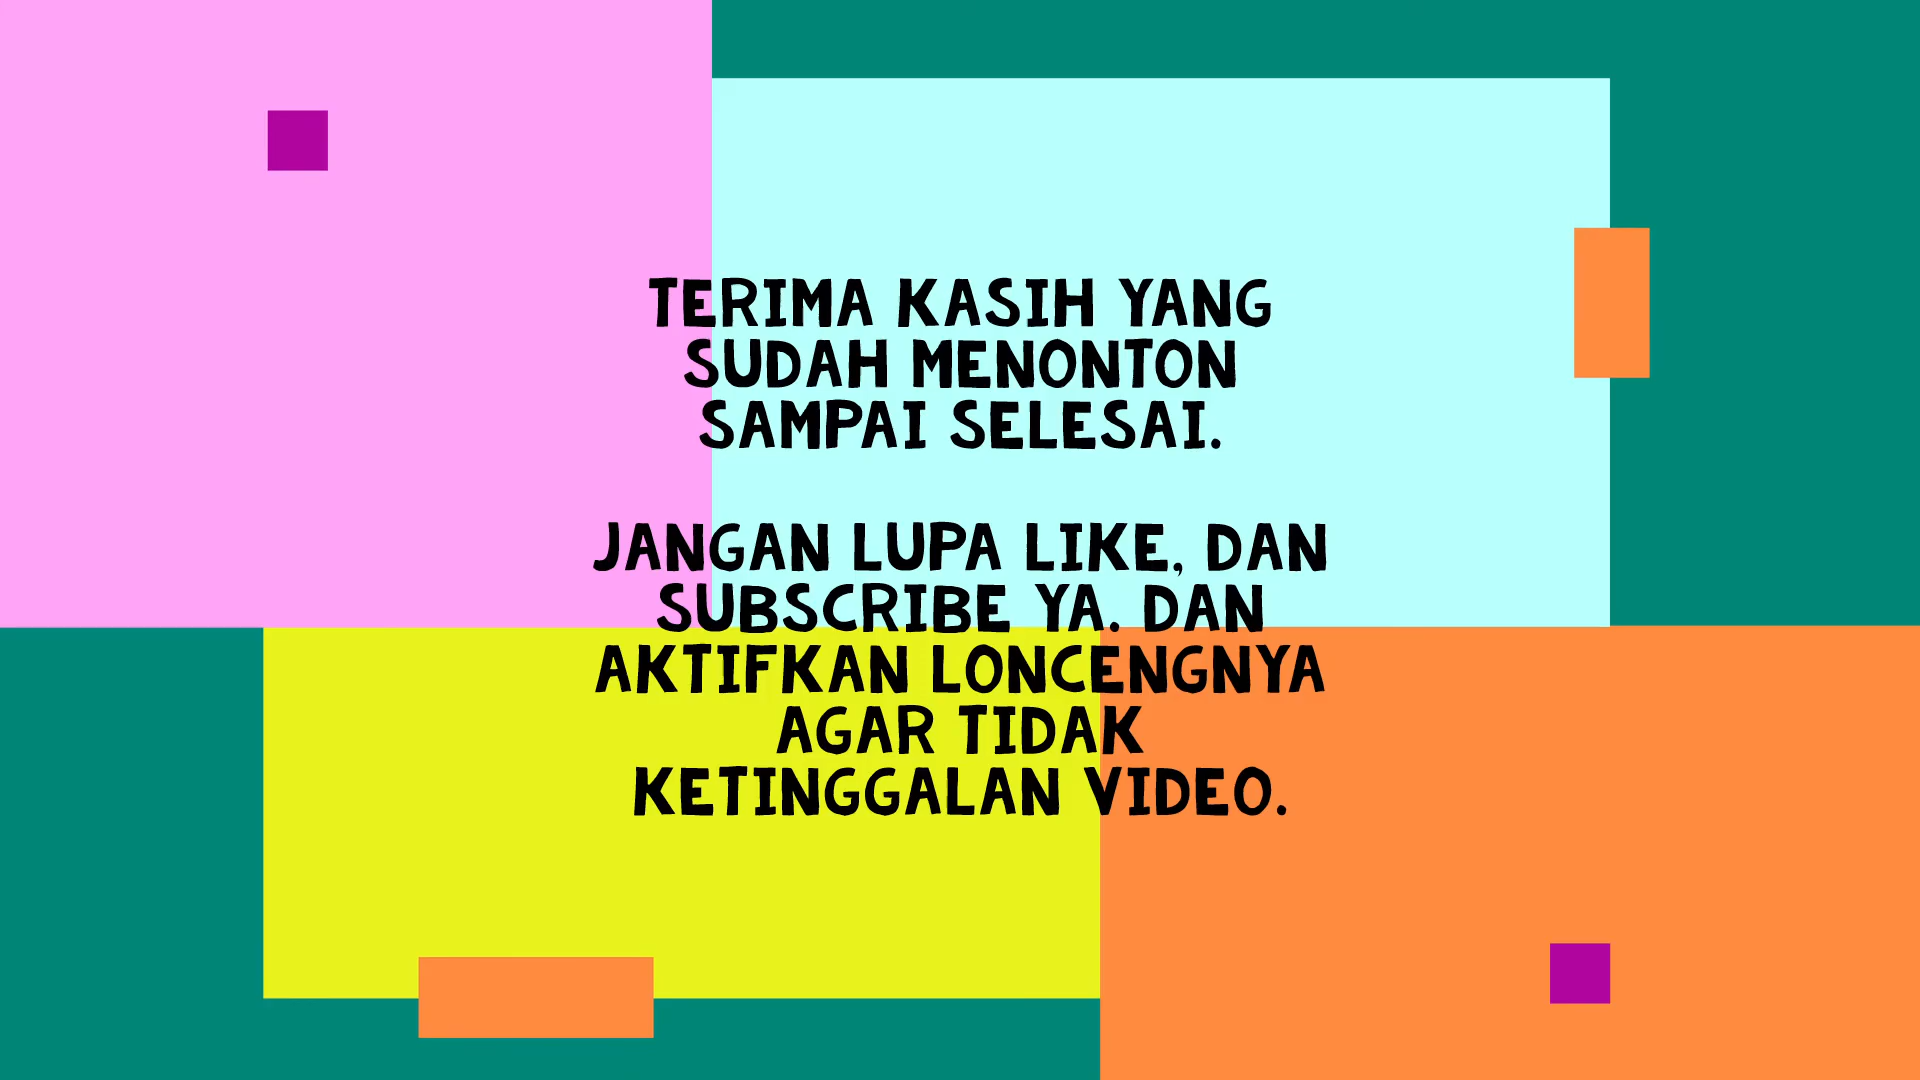 TERIMA KASIH YANG
SUDAH MENONTON
SAMPAI SELESAI.
JANGAN LUPA LIKE, DAN
SUBSCRIBE YA. DAN
AKTIFKAN LONCENGNYA
AGAR TIDAK
KETINGGALAN VIDEO.